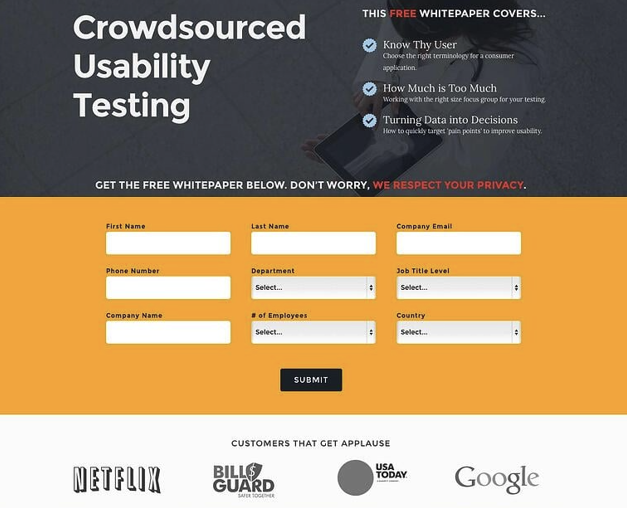 Crowdsourced
Usability
Testing
THIS FREE WHITEPAPER COVERS...
Know Thy User
Choose the right terminology for a consumer
application.
How Much is Too Much
Working with the right size focus group for your testing.
Turning Data into Decisions
How to quickly target 'pain points' to improve usability.
GET THE FREE WHITEPAPER BELOW. DON'T WORRY, WE RESPECT YOUR PRIVACY.
First Name
Last Name
Company Email
Phone Number
Department
Job Title Level
Select...
Select...
Company Name
# of Employees
Country
Select...
Select...
SUBMIT
CUSTOMERS THAT GET APPLAUSE
NETFLIX
BILL $
GUARD
SAFER TOGETHER
USA
TODAY
Google